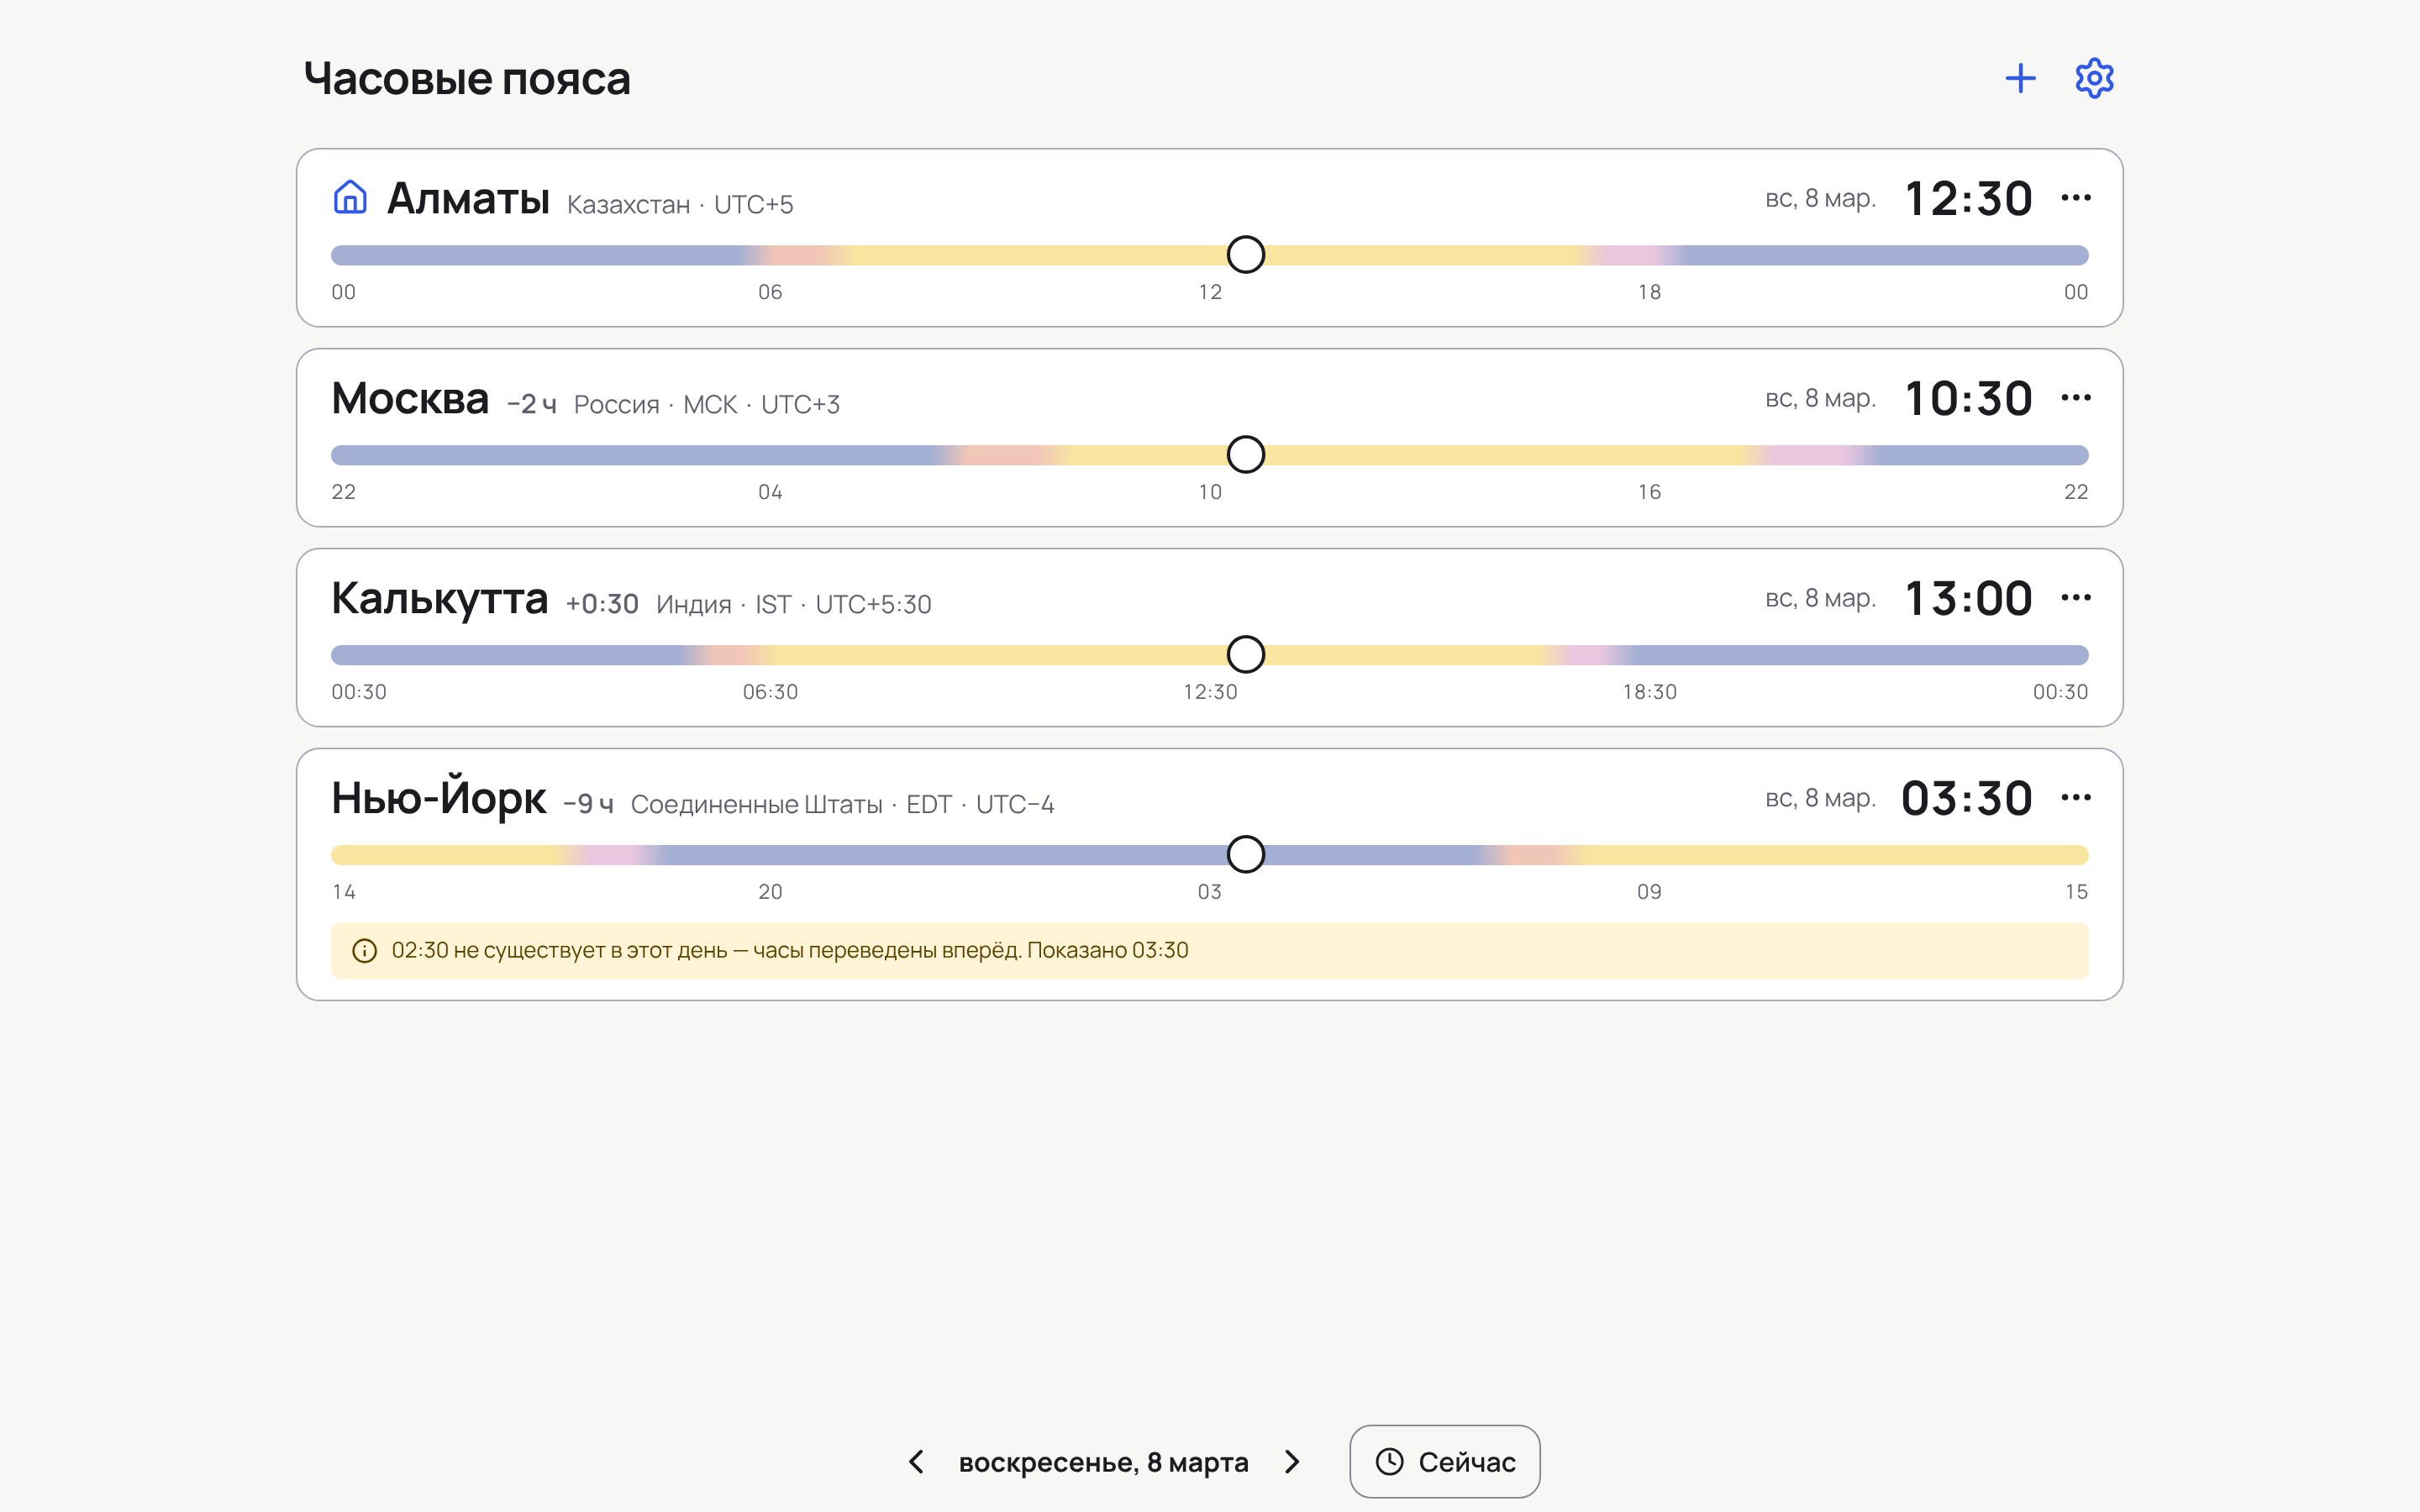 Часовые пояса
Алматы Казахстан · UTC+5 вс, 8 мар. 12:30
00 06 12 18 00
Москва −2 ч Россия · МСК · UTC+3 вс, 8 мар. 10:30
22 04 10 16 22
Калькутта +0:30 Индия · IST · UTC+5:30 вс, 8 мар. 13:00
00:30 06:30 12:30 18:30 00:30
Нью-Йорк −9 ч Соединенные Штаты · EDT · UTC−4 вс, 8 мар. 03:30
14 20 03 09 15
02:30 не существует в этот день — часы переведены вперёд. Показано 03:30
воскресенье, 8 марта Сейчас